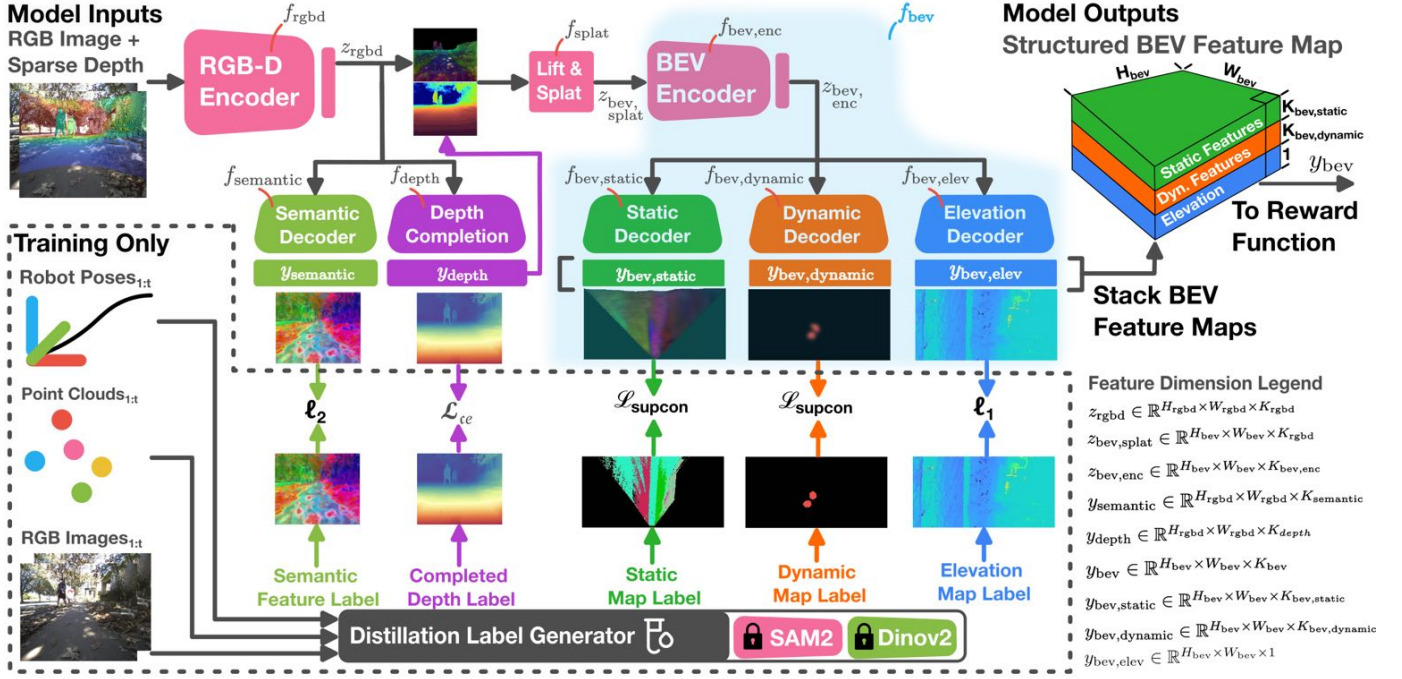 Model Inputs
RGB Image +
Sparse Depth
f_rgbd
RGB-D
Encoder
z_rgbd
f_splat
Lift &
Splat
z_bev,splat
f_bev,enc
BEV
Encoder
z_bev,enc
f_bev
Model Outputs
Structured BEV Feature Map
H_bev
W_bev
K_bev,static
K_bev,dynamic
1
Static Features
Dyn. Features
Elevation
y_bev
To Reward
Function
f_semantic
Semantic
Decoder
y_semantic
f_depth
Depth
Completion
y_depth
f_bev,static
Static
Decoder
y_bev,static
f_bev,dynamic
Dynamic
Decoder
y_bev,dynamic
f_bev,elev
Elevation
Decoder
y_bev,elev
Stack BEV
Feature Maps
Training Only
Robot Poses_1:t
Point Clouds_1:t
RGB Images_1:t
ℓ_2
ℒ_ce
ℒ_supcon
ℒ_supcon
ℓ_1
Semantic
Feature Label
Completed
Depth Label
Static
Map Label
Dynamic
Map Label
Elevation
Map Label
Distillation Label Generator
SAM2
Dinov2
Feature Dimension Legend
z_rgbd ∈ ℝ^{H_rgbd×W_rgbd×K_rgbd}
z_bev,splat ∈ ℝ^{H_bev×W_bev×K_rgbd}
z_bev,enc ∈ ℝ^{H_bev×W_bev×K_bev,enc}
y_semantic ∈ ℝ^{H_rgbd×W_rgbd×K_semantic}
y_depth ∈ ℝ^{H_rgbd×W_rgbd×K_depth}
y_bev ∈ ℝ^{H_bev×W_bev×K_bev}
y_bev,static ∈ ℝ^{H_bev×W_bev×K_bev,static}
y_bev,dynamic ∈ ℝ^{H_bev×W_bev×K_bev,dynamic}
y_bev,elev ∈ ℝ^{H_bev×W_bev×1}